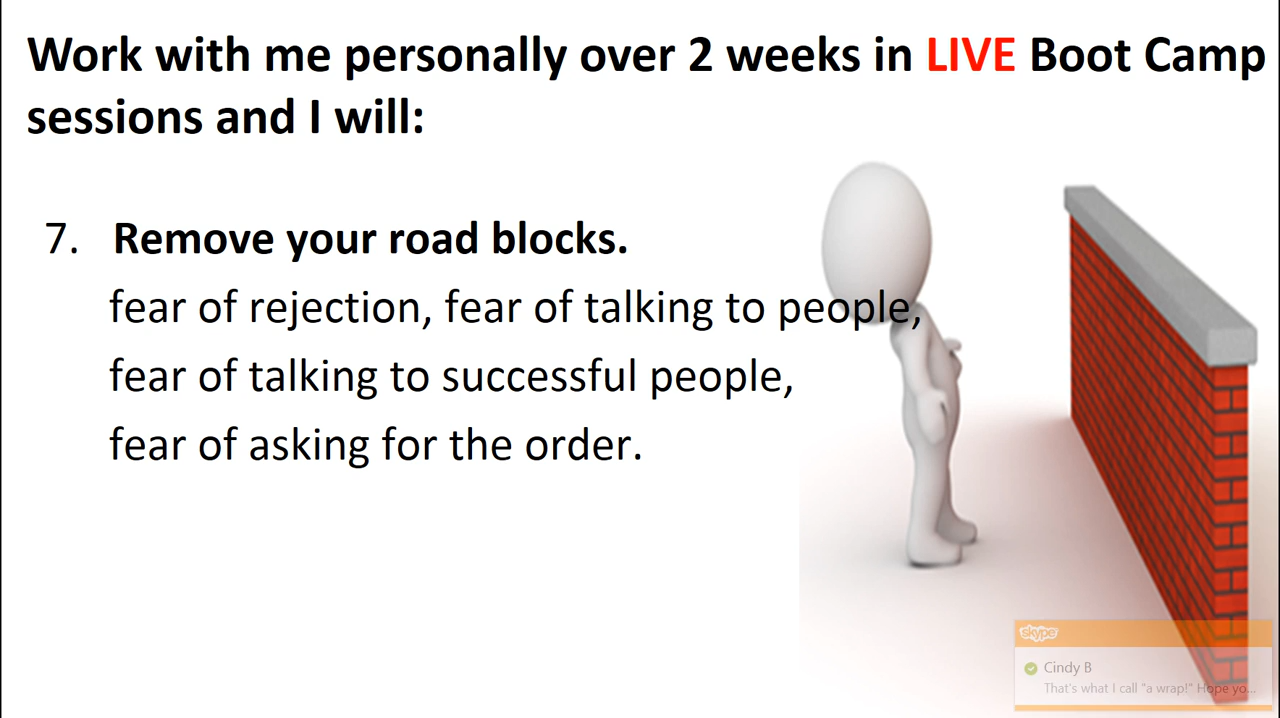 Work with me personally over 2 weeks in LIVE Boot Camp
sessions and I will:
7. Remove your road blocks.
fear of rejection, fear of talking to people,
fear of talking to successful people,
fear of asking for the order.
skype
Cindy B
That's what I call "a wrap!" Hope yo...